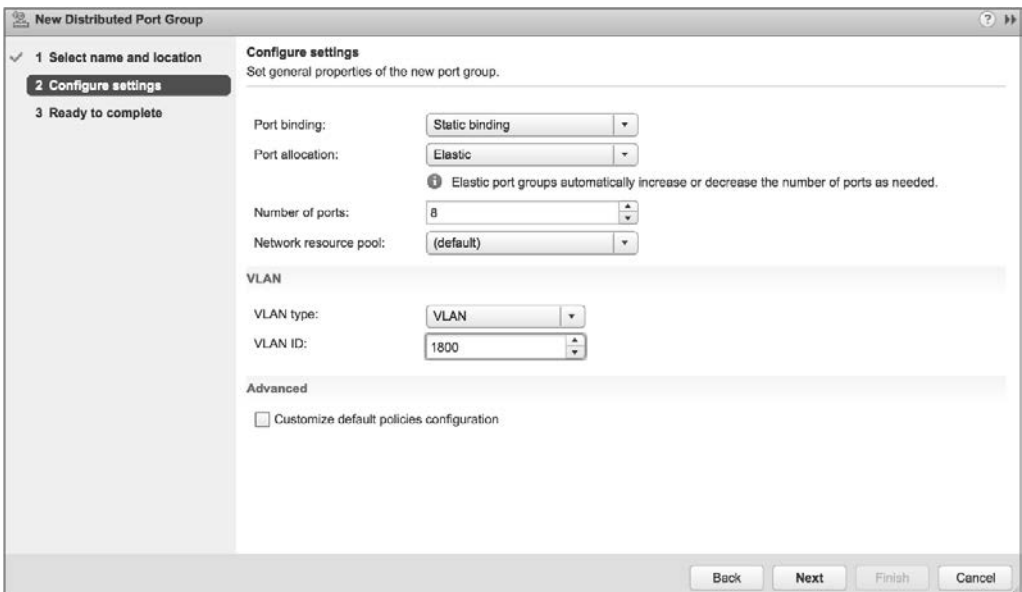 New Distributed Port Group
?
1 Select name and location
2 Configure settings
3 Ready to complete
Configure settings
Set general properties of the new port group.
Port binding: Static binding
Port allocation: Elastic
Elastic port groups automatically increase or decrease the number of ports as needed.
Number of ports: 8
Network resource pool: (default)
VLAN
VLAN type: VLAN
VLAN ID: 1800
Advanced
Customize default policies configuration
Back Next Finish Cancel